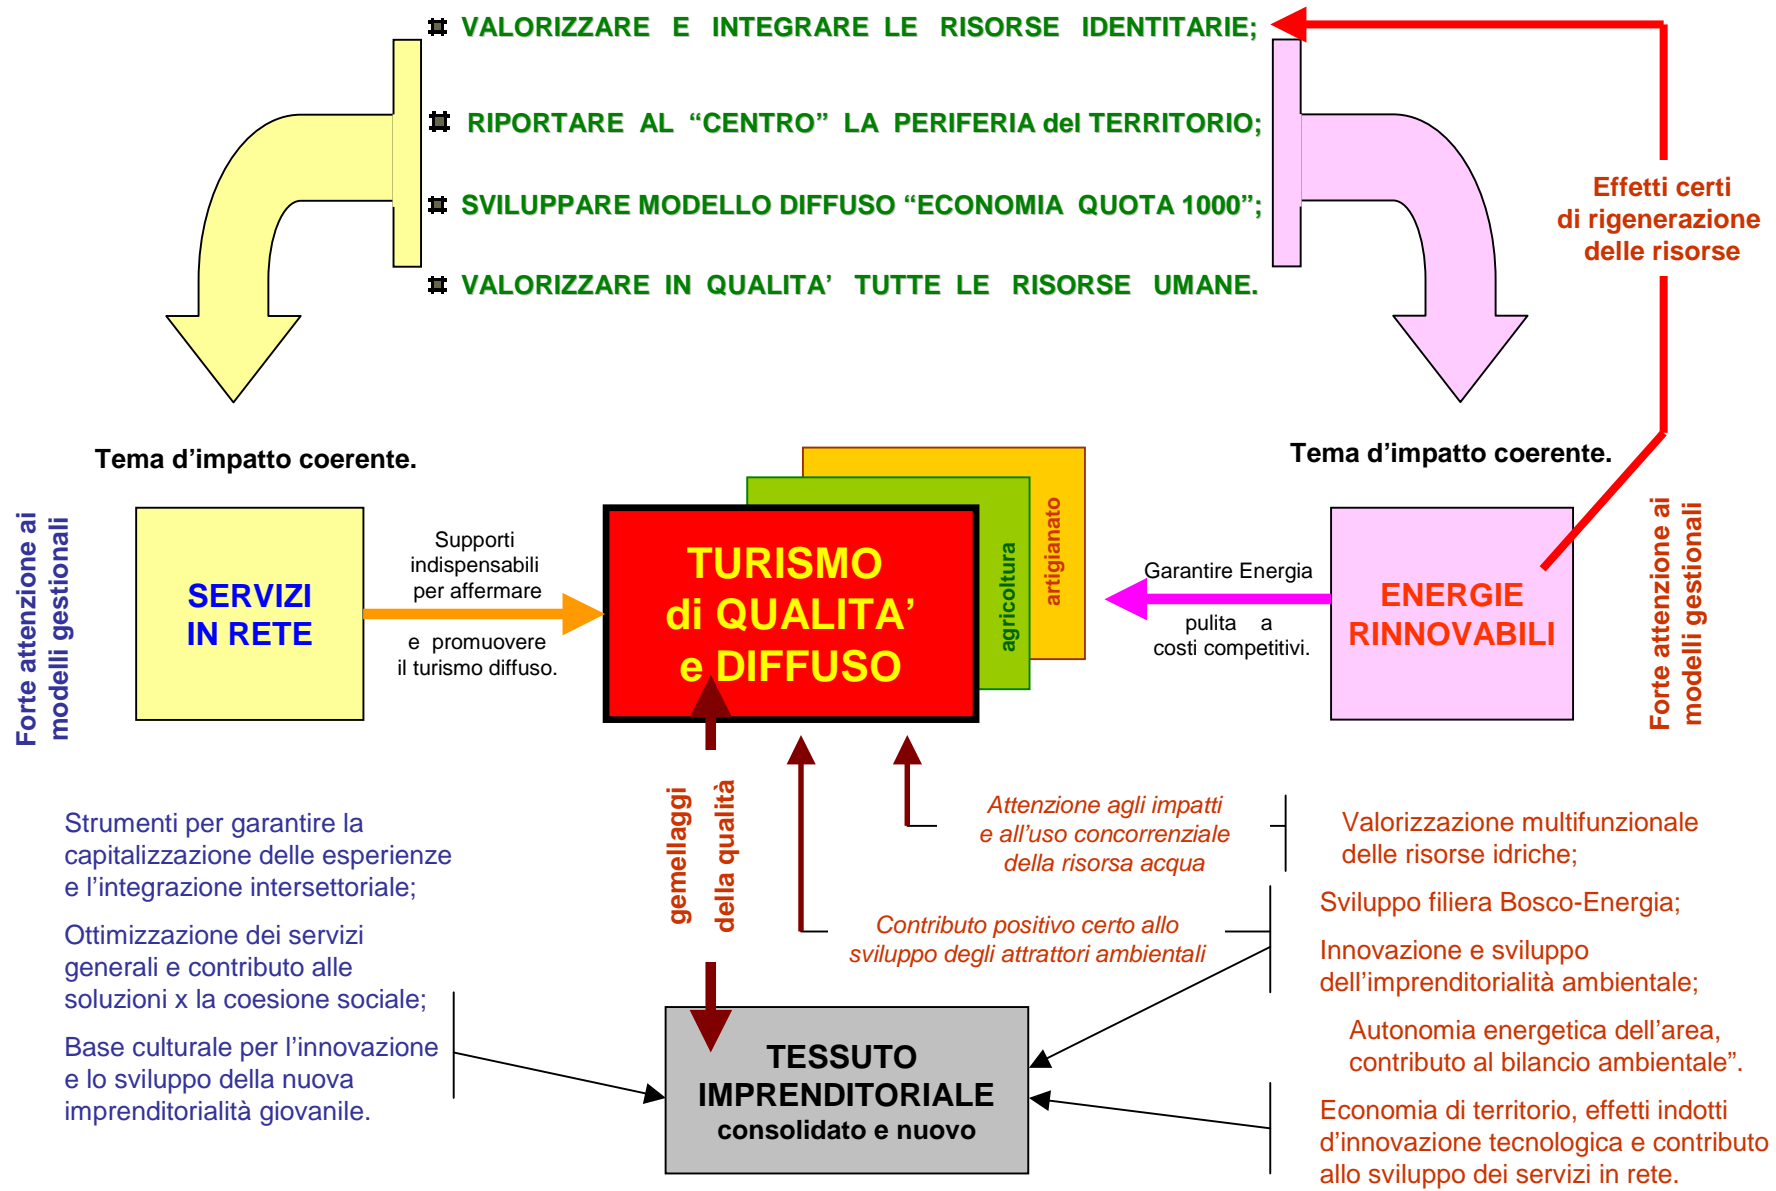 VALORIZZARE E INTEGRARE LE RISORSE IDENTITARIE;
RIPORTARE AL “CENTRO” LA PERIFERIA del TERRITORIO;
SVILUPPARE MODELLO DIFFUSO “ECONOMIA QUOTA 1000”;
VALORIZZARE IN QUALITA’ TUTTE LE RISORSE UMANE.
Effetti certi
di rigenerazione
delle risorse
Tema d’impatto coerente.
Tema d’impatto coerente.
Forte attenzione ai
modelli gestionali
SERVIZI
IN RETE
Supporti
indispensabili
per affermare
e promuovere
il turismo diffuso.
TURISMO
di QUALITA’
e DIFFUSO
agricoltura
artigianato
Garantire Energia
pulita a
costi competitivi.
ENERGIE
RINNOVABILI
Forte attenzione ai
modelli gestionali
Strumenti per garantire la
capitalizzazione delle esperienze
e l’integrazione intersettoriale;
Ottimizzazione dei servizi
generali e contributo alle
soluzioni x la coesione sociale;
Base culturale per l’innovazione
e lo sviluppo della nuova
imprenditorialità giovanile.
gemellaggi
della qualità
Attenzione agli impatti
e all’uso concorrenziale
della risorsa acqua
Contributo positivo certo allo
sviluppo degli attrattori ambientali
Valorizzazione multifunzionale
delle risorse idriche;
Sviluppo filiera Bosco-Energia;
Innovazione e sviluppo
dell’imprenditorialità ambientale;
Autonomia energetica dell’area,
contributo al bilancio ambientale”.
Economia di territorio, effetti indotti
d’innovazione tecnologica e contributo
allo sviluppo dei servizi in rete.
TESSUTO
IMPRENDITORIALE
consolidato e nuovo